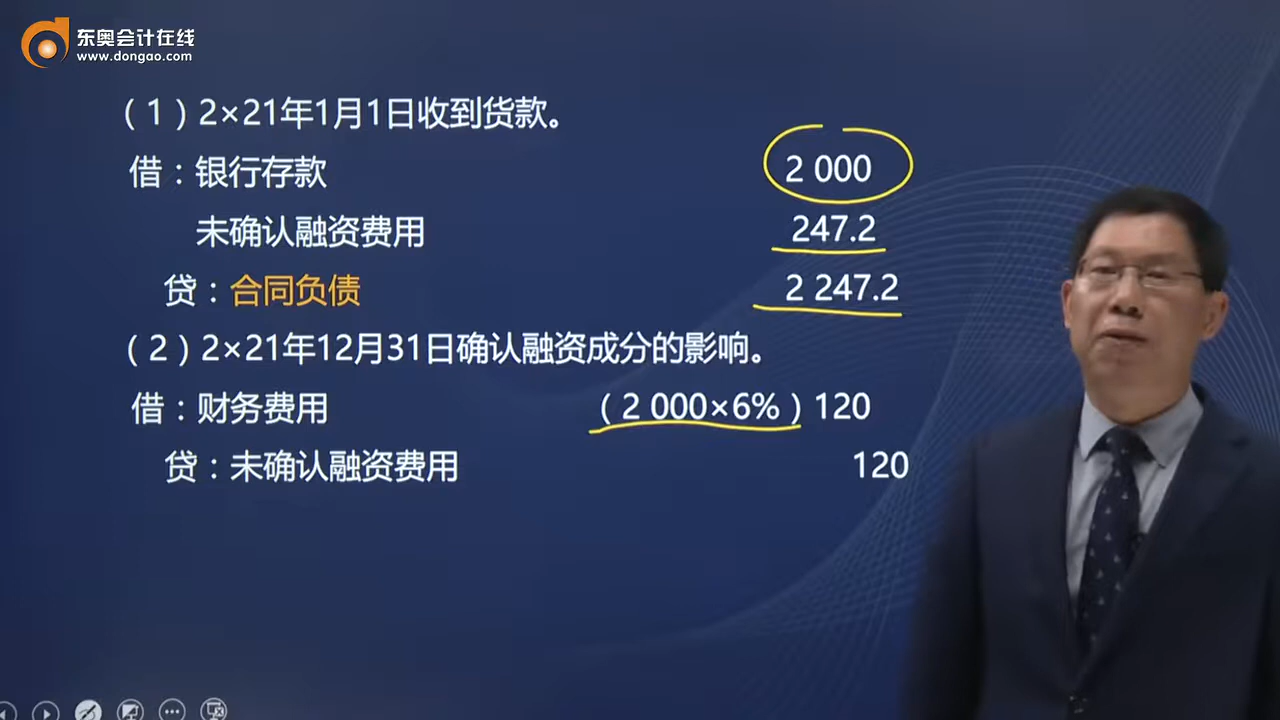 东奥会计在线
www.dongao.com
（1）2×21年1月1日收到货款。
借：银行存款 2 000
未确认融资费用 247.2
贷：合同负债 2 247.2
（2）2×21年12月31日确认融资成分的影响。
借：财务费用 （2 000×6%）120
贷：未确认融资费用 120